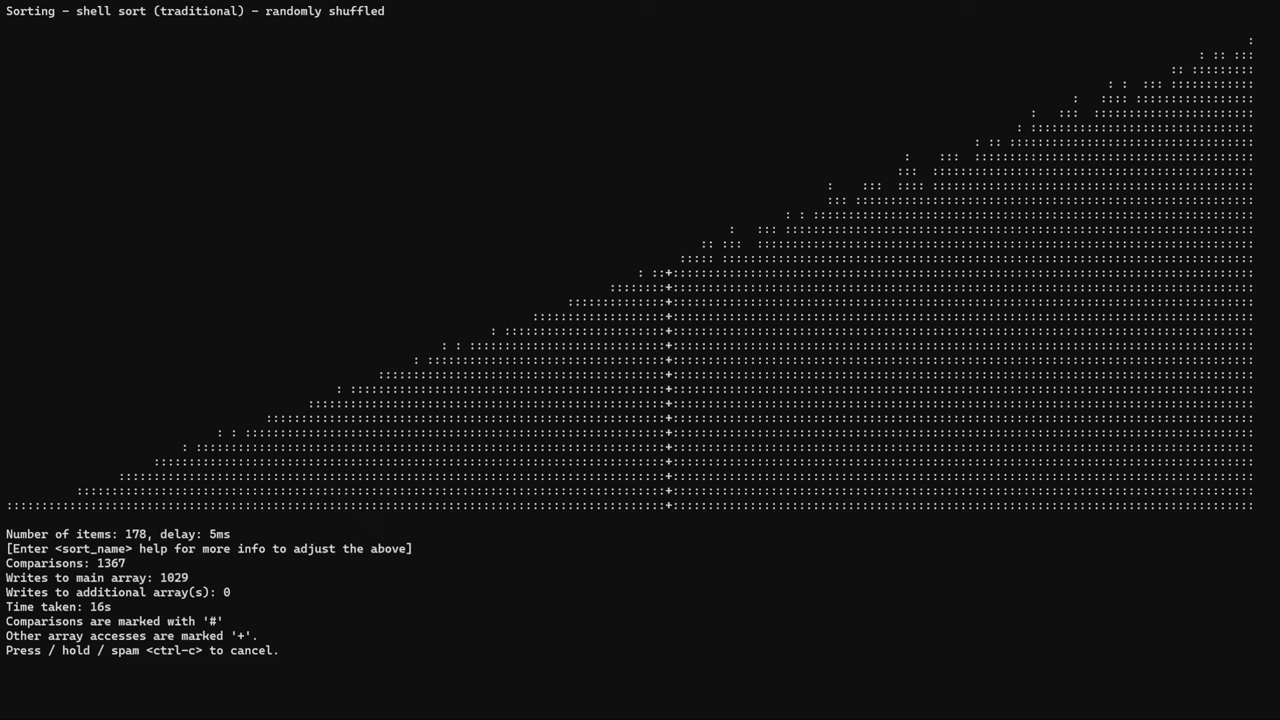 Sorting - shell sort (traditional) - randomly shuffled
Number of items: 178, delay: 5ms
[Enter <sort_name> help for more info to adjust the above]
Comparisons: 1367
Writes to main array: 1029
Writes to additional array(s): 0
Time taken: 16s
Comparisons are marked with '#'
Other array accesses are marked '+'.
Press / hold / spam <ctrl-c> to cancel.